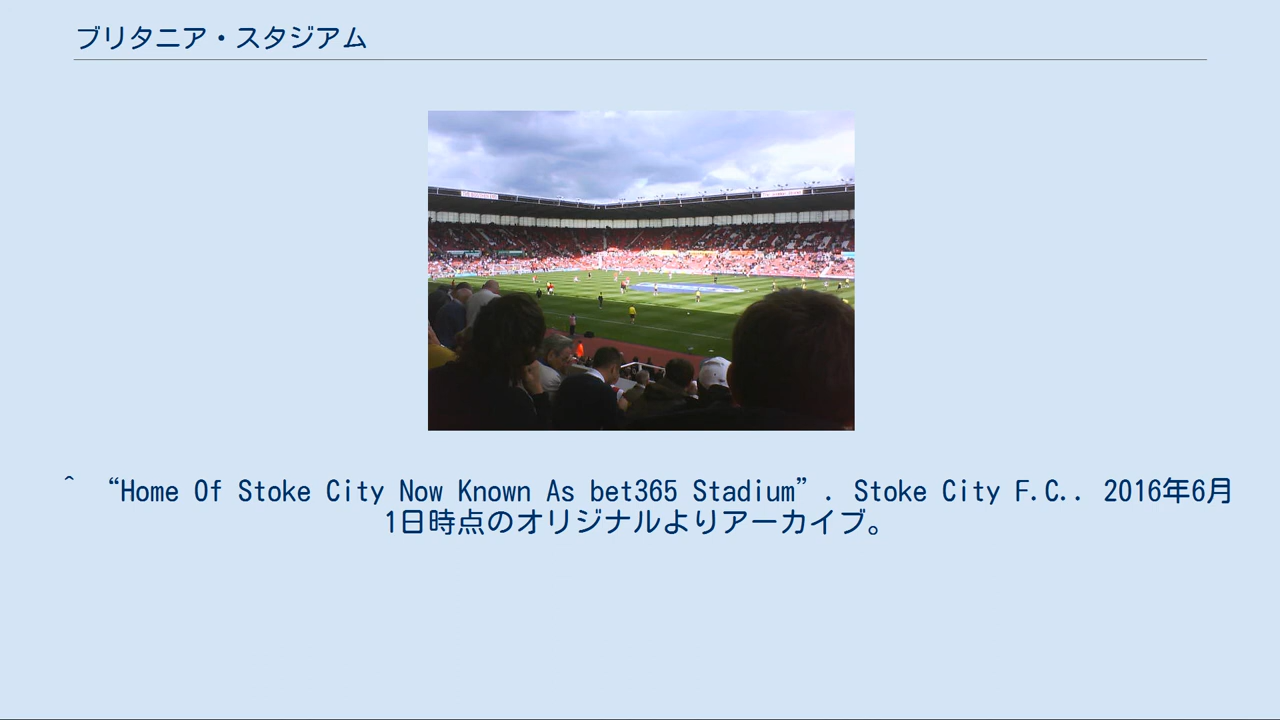 ブリタニア・スタジアム
^ “Home Of Stoke City Now Known As bet365 Stadium”. Stoke City F.C.. 2016年6月
1日時点のオリジナルよりアーカイブ。